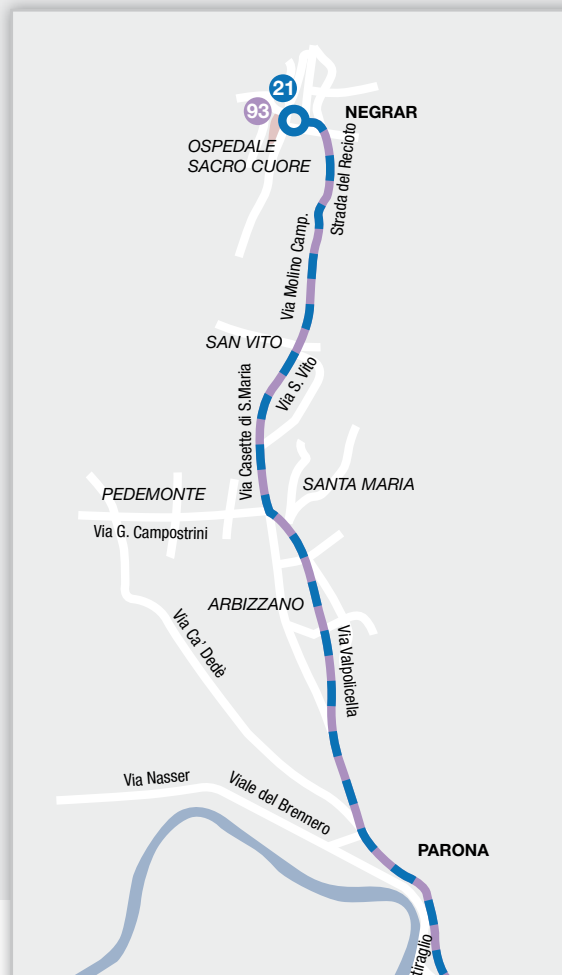 21
93
NEGRAR
OSPEDALE
SACRO CUORE
Strada del Recioto
Via Molino Camp.
SAN VITO
Via S. Vito
Via Casette di S.Maria
PEDEMONTE
SANTA MARIA
Via G. Campostrini
ARBIZZANO
Via Ca' Dedè
Via Valpolicella
Via Nasser
Viale del Brennero
PARONA